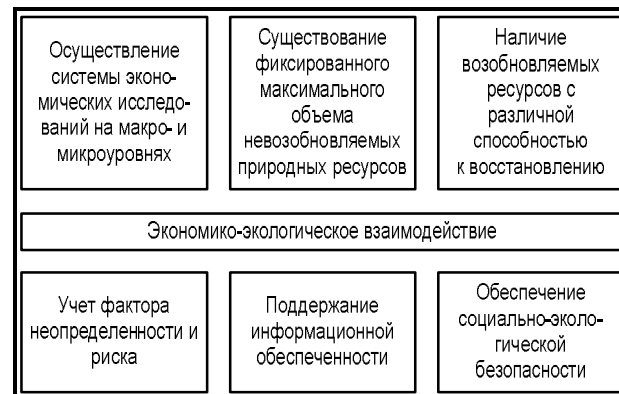 Осуществление
системы эконо-
мических исследо-
ваний на макро- и
микроуровнях
Существование
фиксированного
максимального
объема
невозобновляемых
природных ресурсов
Наличие
возобновляемых
ресурсов с
различной
способностью
к восстановлению
Экономико-экологическое взаимодействие
Учет фактора
неопределенности и
риска
Поддержание
информационной
обеспеченности
Обеспечение
социально-эколо-
гической
безопасности